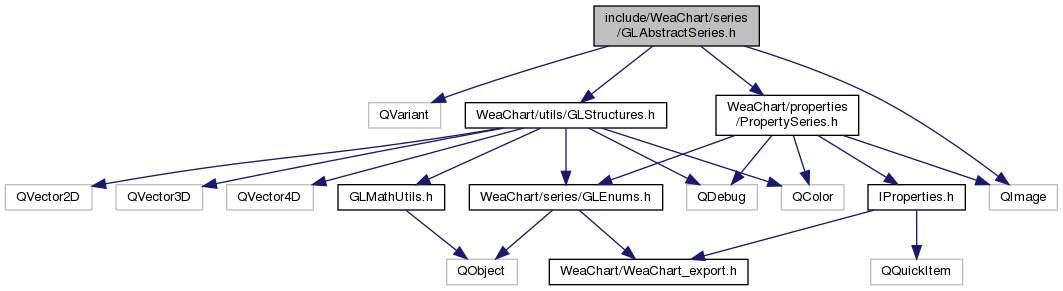 include/WeaChart/series
/GLAbstractSeries.h
QVariant
WeaChart/utils/GLStructures.h
WeaChart/properties
/PropertySeries.h
QVector2D
QVector3D
QVector4D
GLMathUtils.h
WeaChart/series/GLEnums.h
QDebug
QColor
IProperties.h
QImage
QObject
WeaChart/WeaChart_export.h
QQuickItem